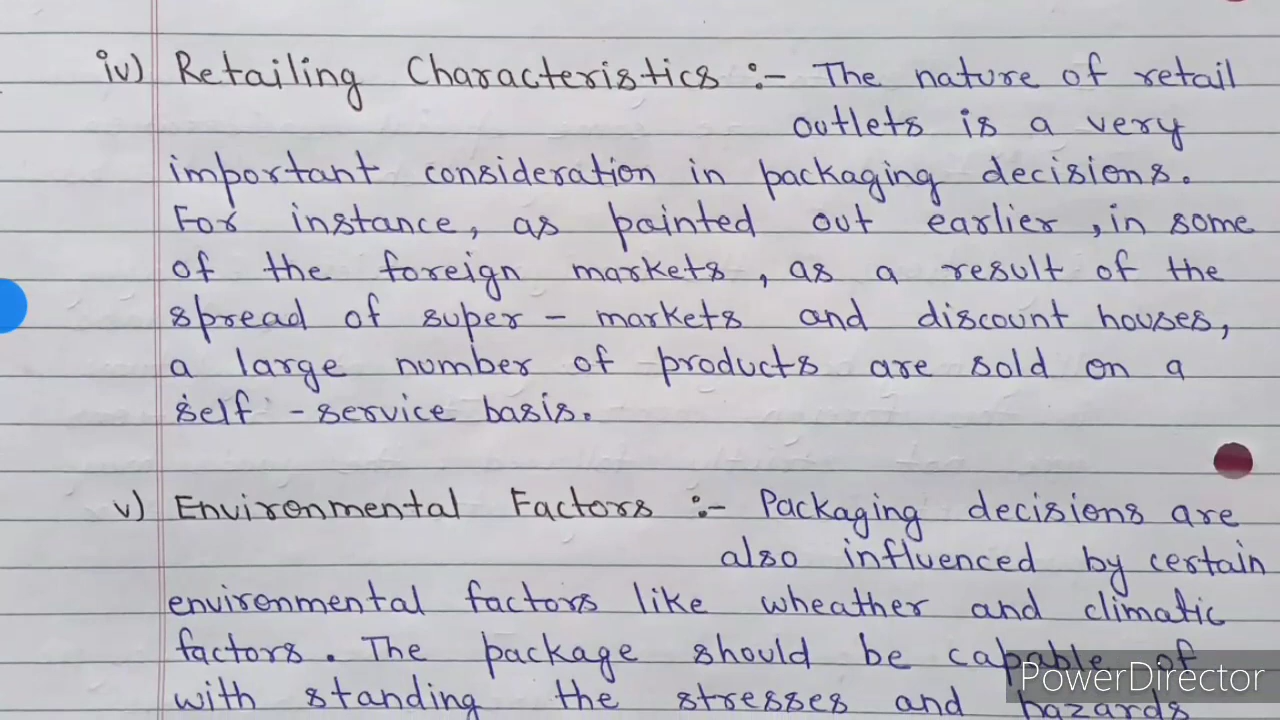 iv) Retailing Characteristics :- The nature of retail
outlets is a very
important consideration in packaging decisions.
For instance, as painted out earlier, in some
of the foreign markets, as a result of the
spread of super - markets and discount houses,
a large number of products are sold on a
self - service basis.
v) Environmental Factors :- Packaging decisions are
also influenced by certain
environmental factors like wheather and climatic
factors. The package should be capable of
with standing the stresses and hazards
PowerDirector